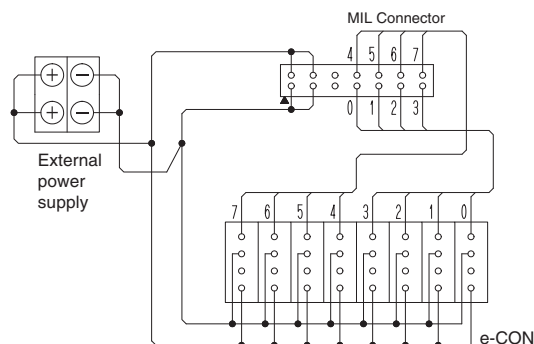 MIL Connector
4 5 6 7
+ −
+ −
0 1 2 3
External
power
supply
7 6 5 4 3 2 1 0
e-CON